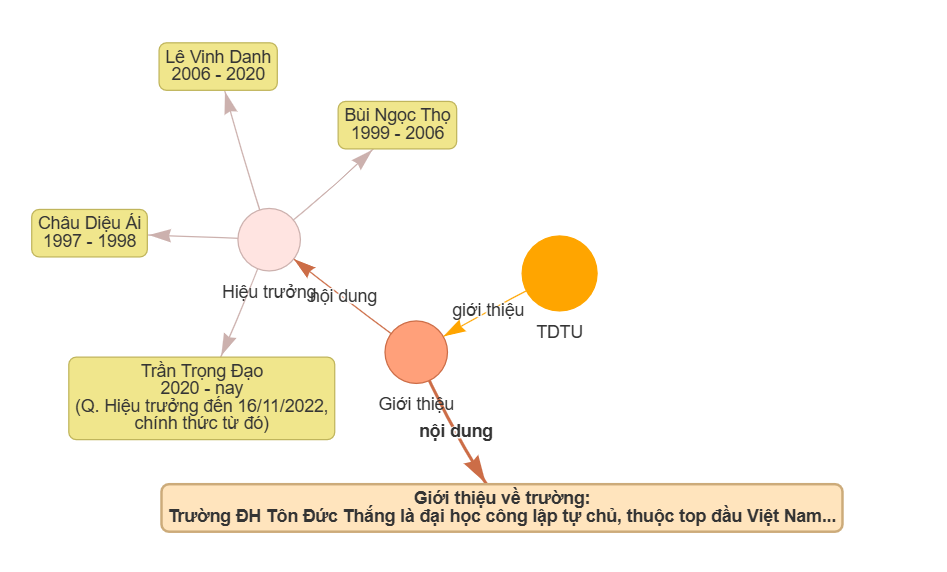 Lê Vinh Danh
2006 - 2020
Bùi Ngọc Thọ
1999 - 2006
Châu Diệu Ái
1997 - 1998
Hiệu trưởng
nội dung
giới thiệu
TDTU
Trần Trọng Đạo
2020 - nay
(Q. Hiệu trưởng đến 16/11/2022,
chính thức từ đó)
Giới thiệu
nội dung
Giới thiệu về trường:
Trường ĐH Tôn Đức Thắng là đại học công lập tự chủ, thuộc top đầu Việt Nam...